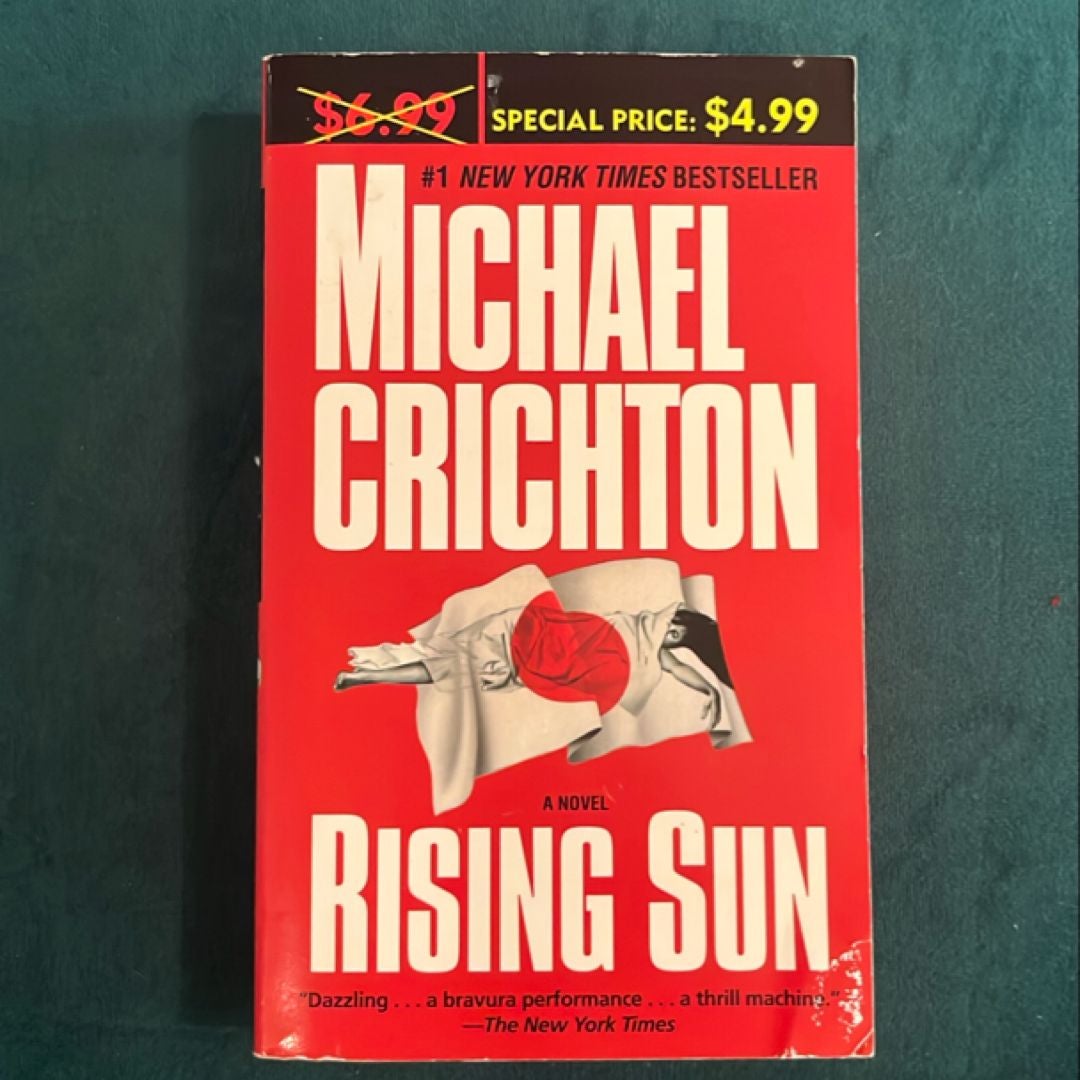 $6.99
SPECIAL PRICE: $4.99
#1 NEW YORK TIMES BESTSELLER
MICHAEL
CRICHTON
A NOVEL
RISING SUN
"Dazzling . . . a bravura performance . . . a thrill machine."
—The New York Times